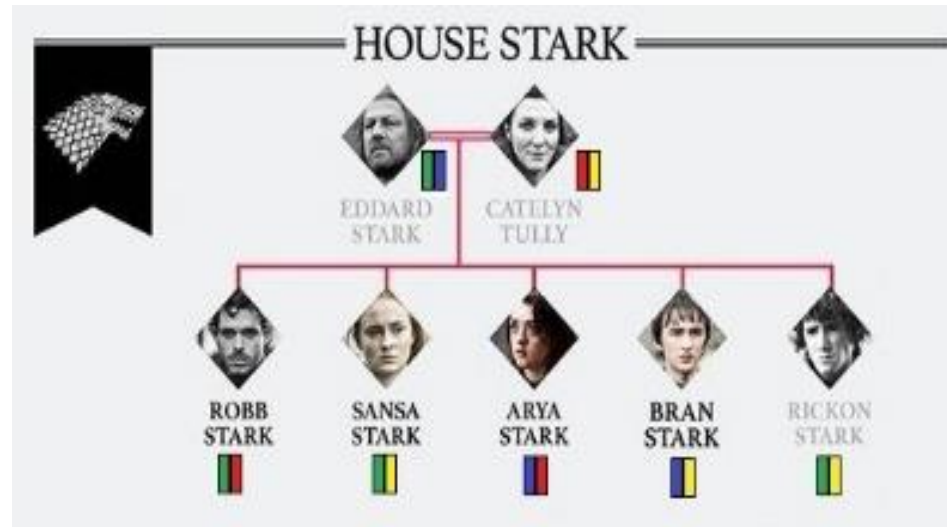 HOUSE STARK
EDDARD
STARK
CATELYN
TULLY
ROBB
STARK
SANSA
STARK
ARYA
STARK
BRAN
STARK
RICKON
STARK